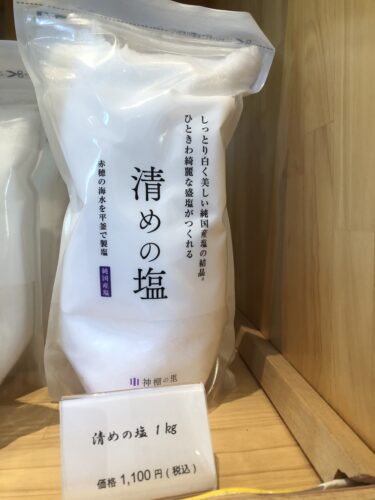 しっとり白く美しい純国産塩の結晶。
ひときわ綺麗な盛塩がつくれる
清めの塩
赤穂の海水を平釜で製塩
純国産塩
神棚の里
清めの塩 1kg
価格 1,100円(税込)